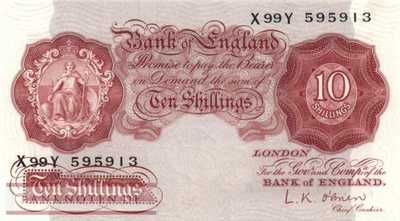 X99Y 595913
Bank of England
Promise to pay the Bearer
on Demand the sum of
Ten Shillings
10
SHILLINGS
X99Y 595913
LONDON
For the Govr. and Compa. of the
BANK OF ENGLAND.
Ten Shillings
L.K. O'Brien
Chief Cashier.